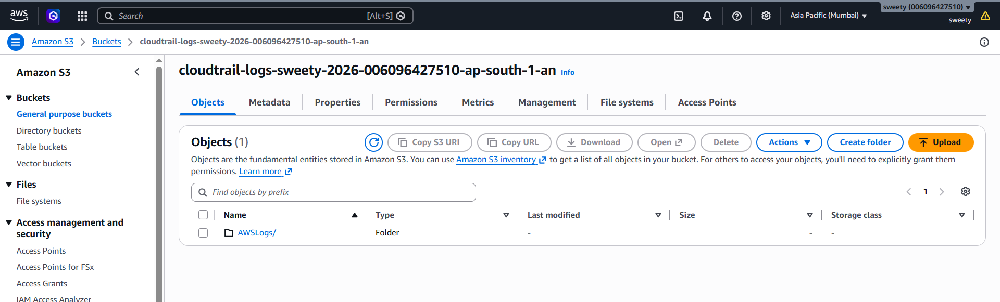 aws
Search
[Alt+S]
Asia Pacific (Mumbai)
sweety (006096427510)
sweety
Amazon S3
Buckets
cloudtrail-logs-sweety-2026-006096427510-ap-south-1-an
Amazon S3
Buckets
General purpose buckets
Directory buckets
Table buckets
Vector buckets
Files
File systems
Access management and
security
Access Points
Access Points for FSx
Access Grants
IAM Access Analyzer
cloudtrail-logs-sweety-2026-006096427510-ap-south-1-an Info
Objects
Metadata
Properties
Permissions
Metrics
Management
File systems
Access Points
Objects (1)
Copy S3 URI
Copy URL
Download
Open
Delete
Actions
Create folder
Upload
Objects are the fundamental entities stored in Amazon S3. You can use Amazon S3 inventory to get a list of all objects in your bucket. For others to access your objects, you'll need to explicitly grant them
permissions. Learn more
Find objects by prefix
1
Name
Type
Last modified
Size
Storage class
AWSLogs/
Folder
-
-
-